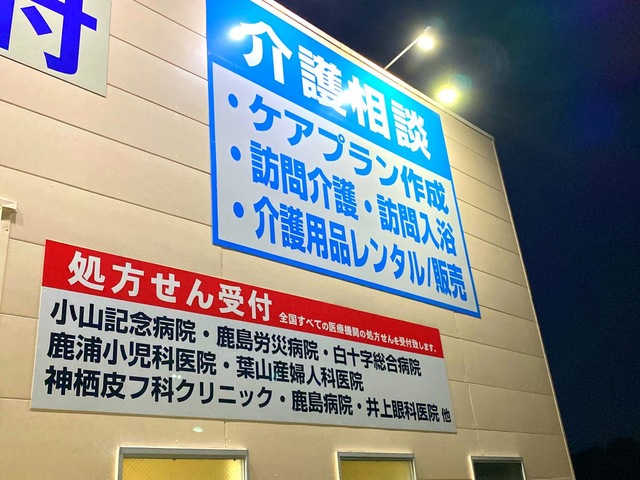 付
介護相談
・ケアプラン作成
・訪問介護・訪問入浴
・介護用品レンタル/販売
処方せん受付 全国すべての医療機関の処方せんを受付致します。
小山記念病院・鹿島労災病院・白十字総合病院
鹿浦小児科医院・葉山産婦人科医院
神栖皮フ科クリニック・鹿島病院・井上眼科医院 他